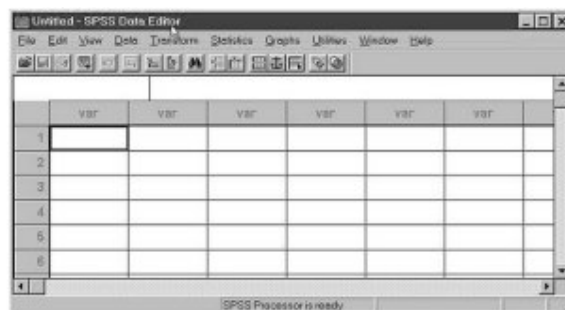 Untitled - SPSS Data Editor
File Edit View Data Transform Statistics Graphs Utilities Window Help
var var var var var var
1
2
3
4
5
6
SPSS Processor is ready